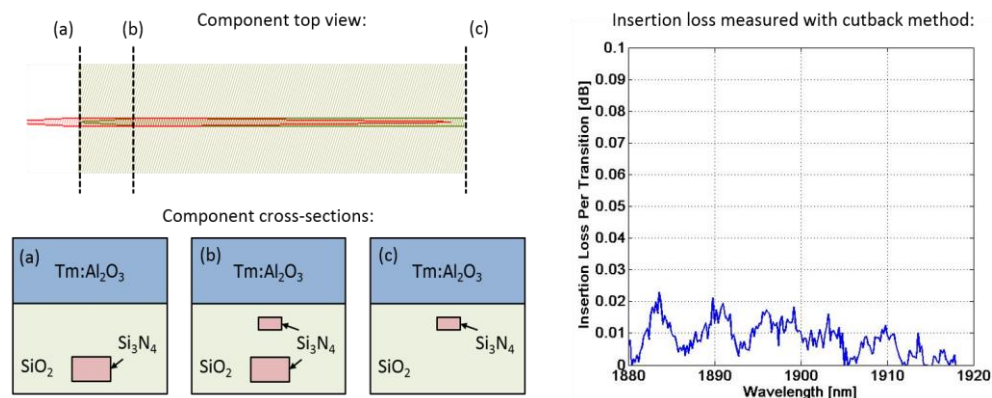 Component top view:
(a)
(b)
(c)
Component cross-sections:
(a)
Tm:Al₂O₃
Si₃N₄
SiO₂
(b)
Tm:Al₂O₃
Si₃N₄
Si₃N₄
SiO₂
(c)
Tm:Al₂O₃
Si₃N₄
SiO₂
Insertion loss measured with cutback method:
Insertion Loss Per Transition [dB]
0.1
0.09
0.08
0.07
0.06
0.05
0.04
0.03
0.02
0.01
0
1880
1890
1900
1910
1920
Wavelength [nm]